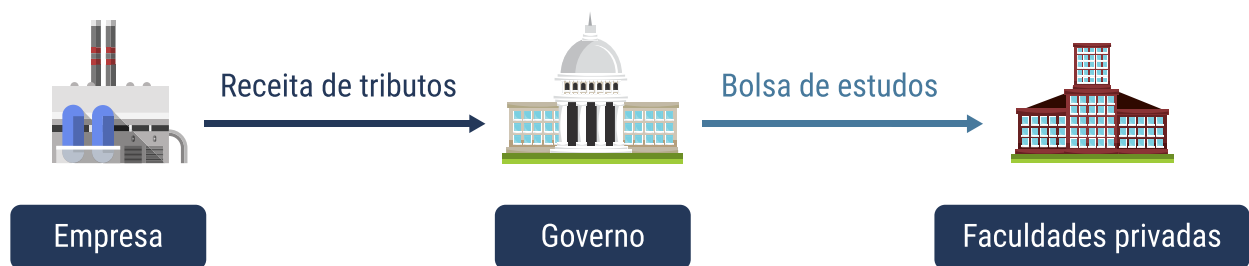 Receita de tributos
Bolsa de estudos
Empresa
Governo
Faculdades privadas